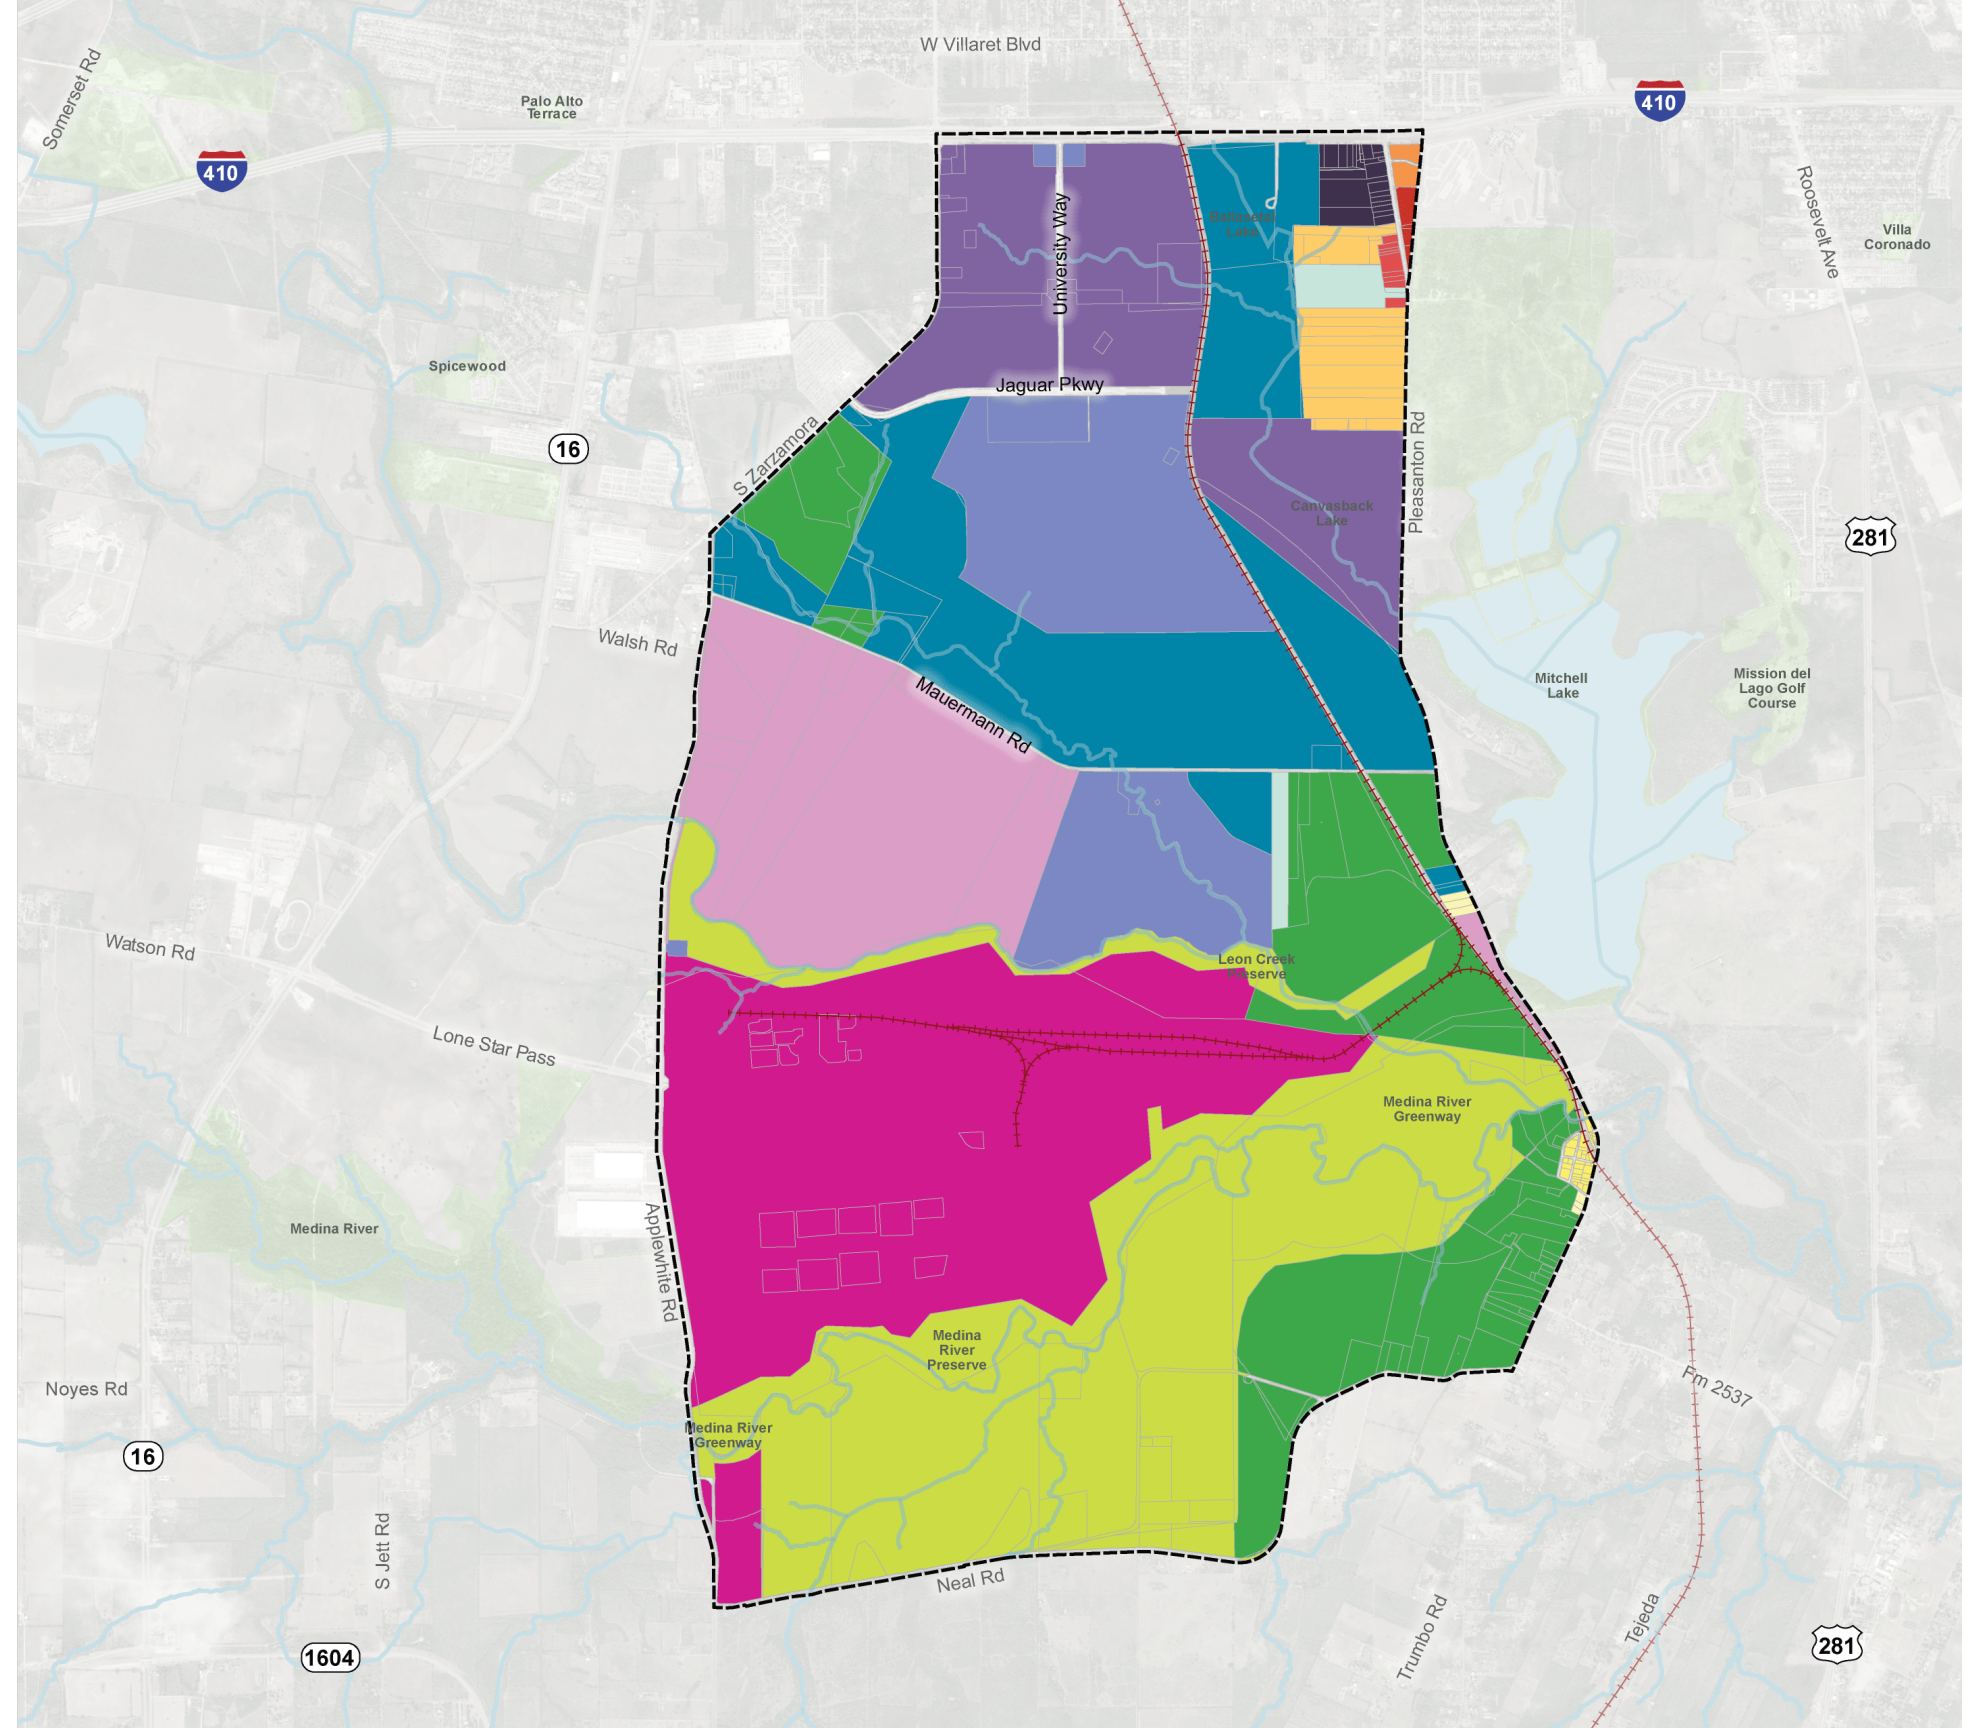 W Villaret Blvd
Somerset Rd
Palo Alto
Terrace
410
410
Roosevelt Ave
University Way
Ballasetal
Lake
Villa
Coronado
Spicewood
Jaguar Pkwy
16
S Zarzamora
Pleasanton Rd
Canvasback
Lake
281
Walsh Rd
Mauermann Rd
Mitchell
Lake
Mission del
Lago Golf
Course
Watson Rd
Leon Creek
Preserve
Lone Star Pass
Medina River
Greenway
Medina River
Applewhite Rd
Medina
River
Preserve
Noyes Rd
Fm 2537
Medina River
Greenway
16
S Jett Rd
Neal Rd
Trumbo Rd
Tejeda
1604
281